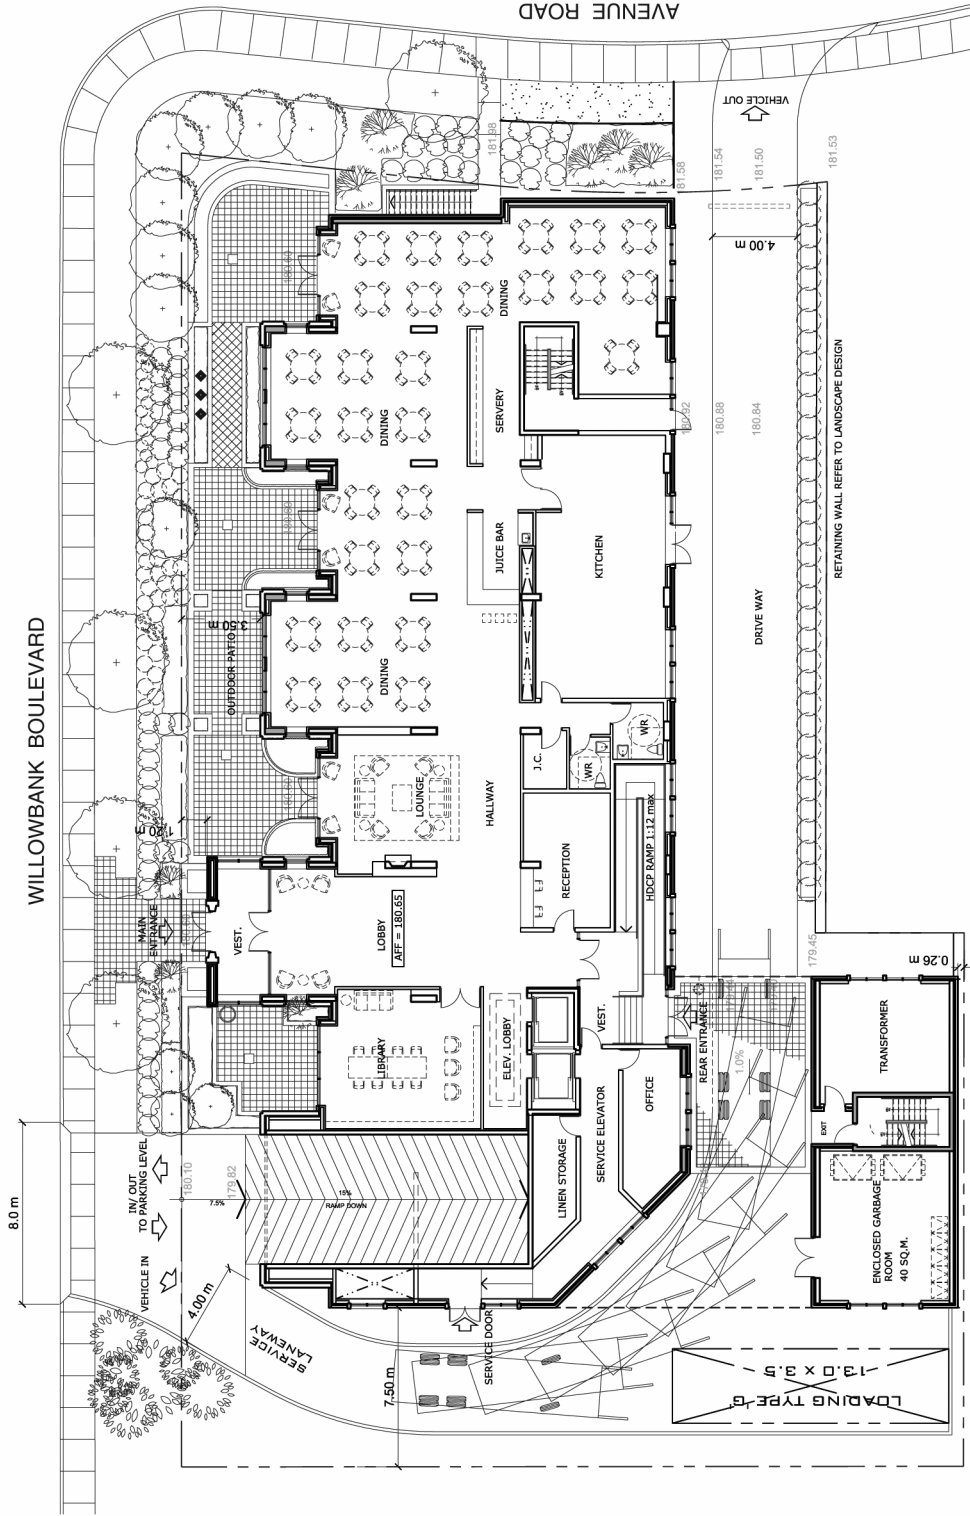 AVENUE ROAD
WILLOWBANK BOULEVARD
VEHICLE OUT
181.98
181.58
181.54
181.50
181.53
4.00 m
180.60
DINING
DINING
SERVERY
180.92
180.88
180.84
RETAINING WALL REFER TO LANDSCAPE DESIGN
JUICE BAR
KITCHEN
DRIVE WAY
3.50 m
OUTDOOR PATIO
DINING
J.C.
WR
WR
LOUNGE
HALLWAY
HDCP RAMP 1:12 max
1.20 m
RECEPTION
MAIN
ENTRANCE
VEST.
LOBBY
AFF = 180.65
179.45
0.26 m
LIBRARY
ELEV. LOBBY
VEST.
REAR ENTRANCE
1.0%
TRANSFORMER
OFFICE
SERVICE ELEVATOR
LINEN STORAGE
EXIT
8.0 m
IN/ OUT
TO PARKING LEVEL
180.10
179.82
7.5%
15%
RAMP DOWN
VEHICLE IN
4.00 m
SERVICE
LANEWAY
7.50 m
SERVICE DOOR
ENCLOSED GARBAGE
ROOM
40 SQ.M.
LOADING TYPE 'G'
13.0 X 3.5